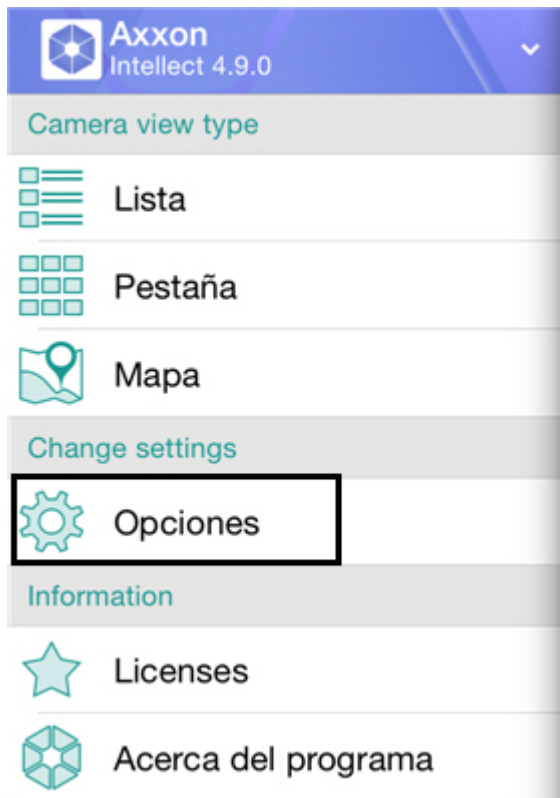 Axxon
Intellect 4.9.0
Camera view type
Lista
Pestaña
Mapa
Change settings
Opciones
Information
Licenses
Acerca del programa